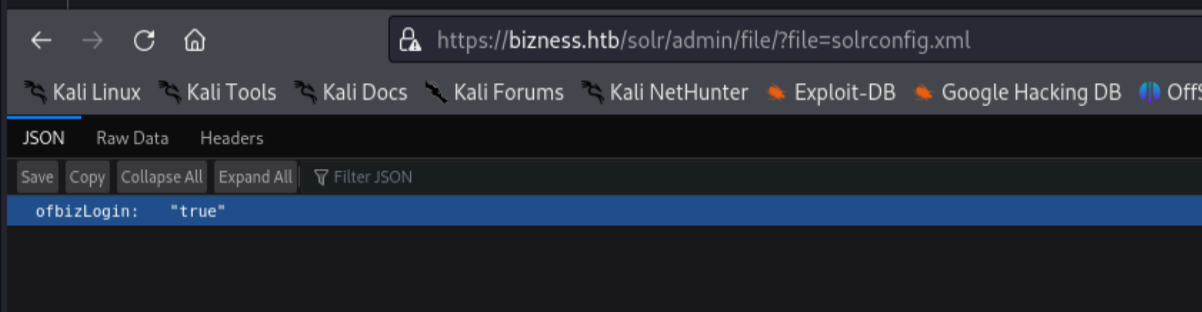 https://bizness.htb/solr/admin/file/?file=solrconfig.xml
Kali Linux Kali Tools Kali Docs Kali Forums Kali NetHunter Exploit-DB Google Hacking DB OffS
JSON Raw Data Headers
Save Copy Collapse All Expand All Filter JSON
ofbizLogin: "true"